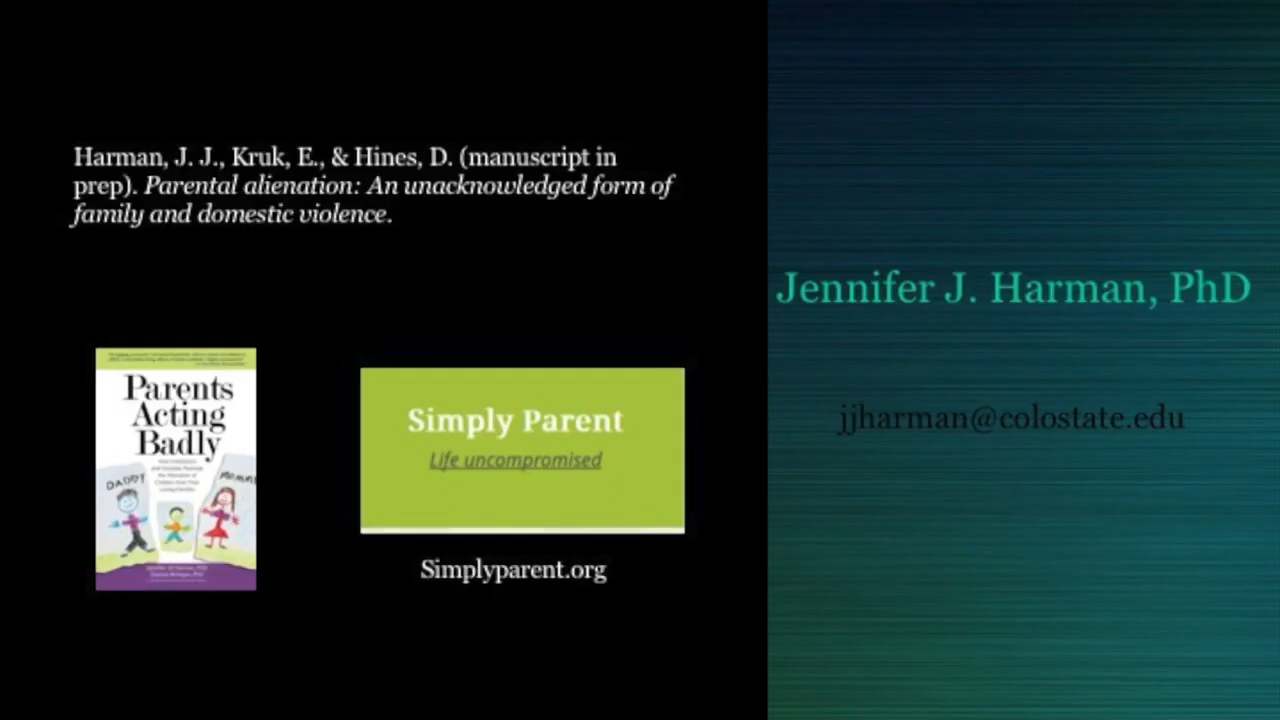 Harman, J. J., Kruk, E., & Hines, D. (manuscript in
prep). Parental alienation: An unacknowledged form of
family and domestic violence.
Parents
Acting
Badly
DADDY
MOMMY
Simply Parent
Life uncompromised
Simplyparent.org
Jennifer J. Harman, PhD
jjharman@colostate.edu